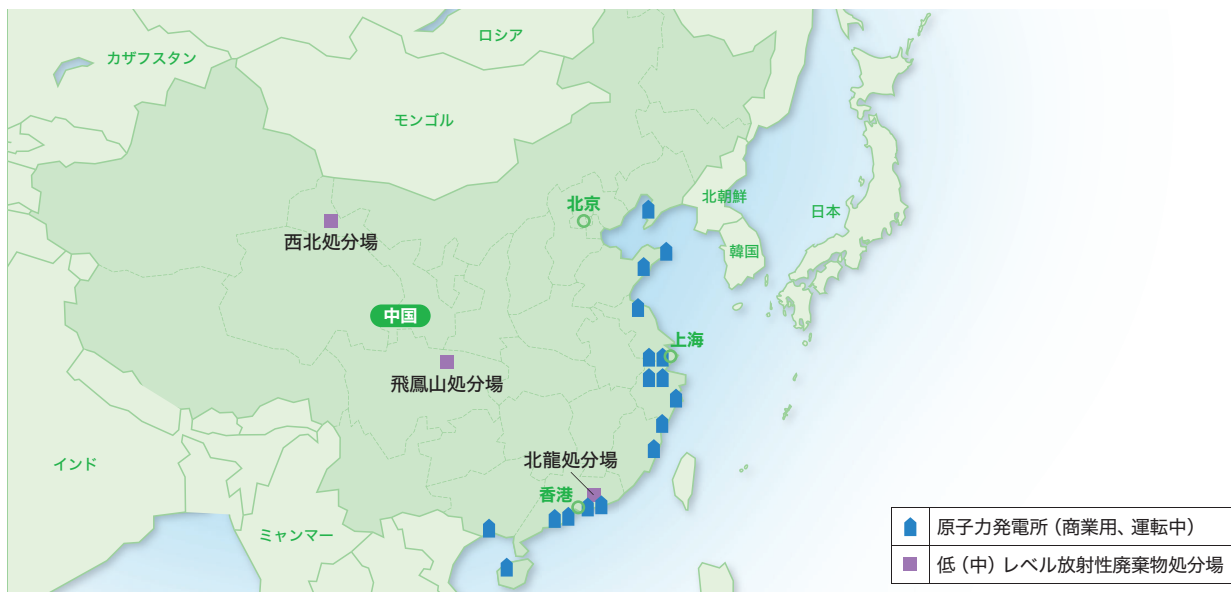 ロシア
カザフスタン
モンゴル
北京
北朝鮮
日本
西北処分場
韓国
中国
上海
飛鳳山処分場
北龍処分場
インド
香港
ミャンマー
原子力発電所（商業用、運転中）
低（中）レベル放射性廃棄物処分場